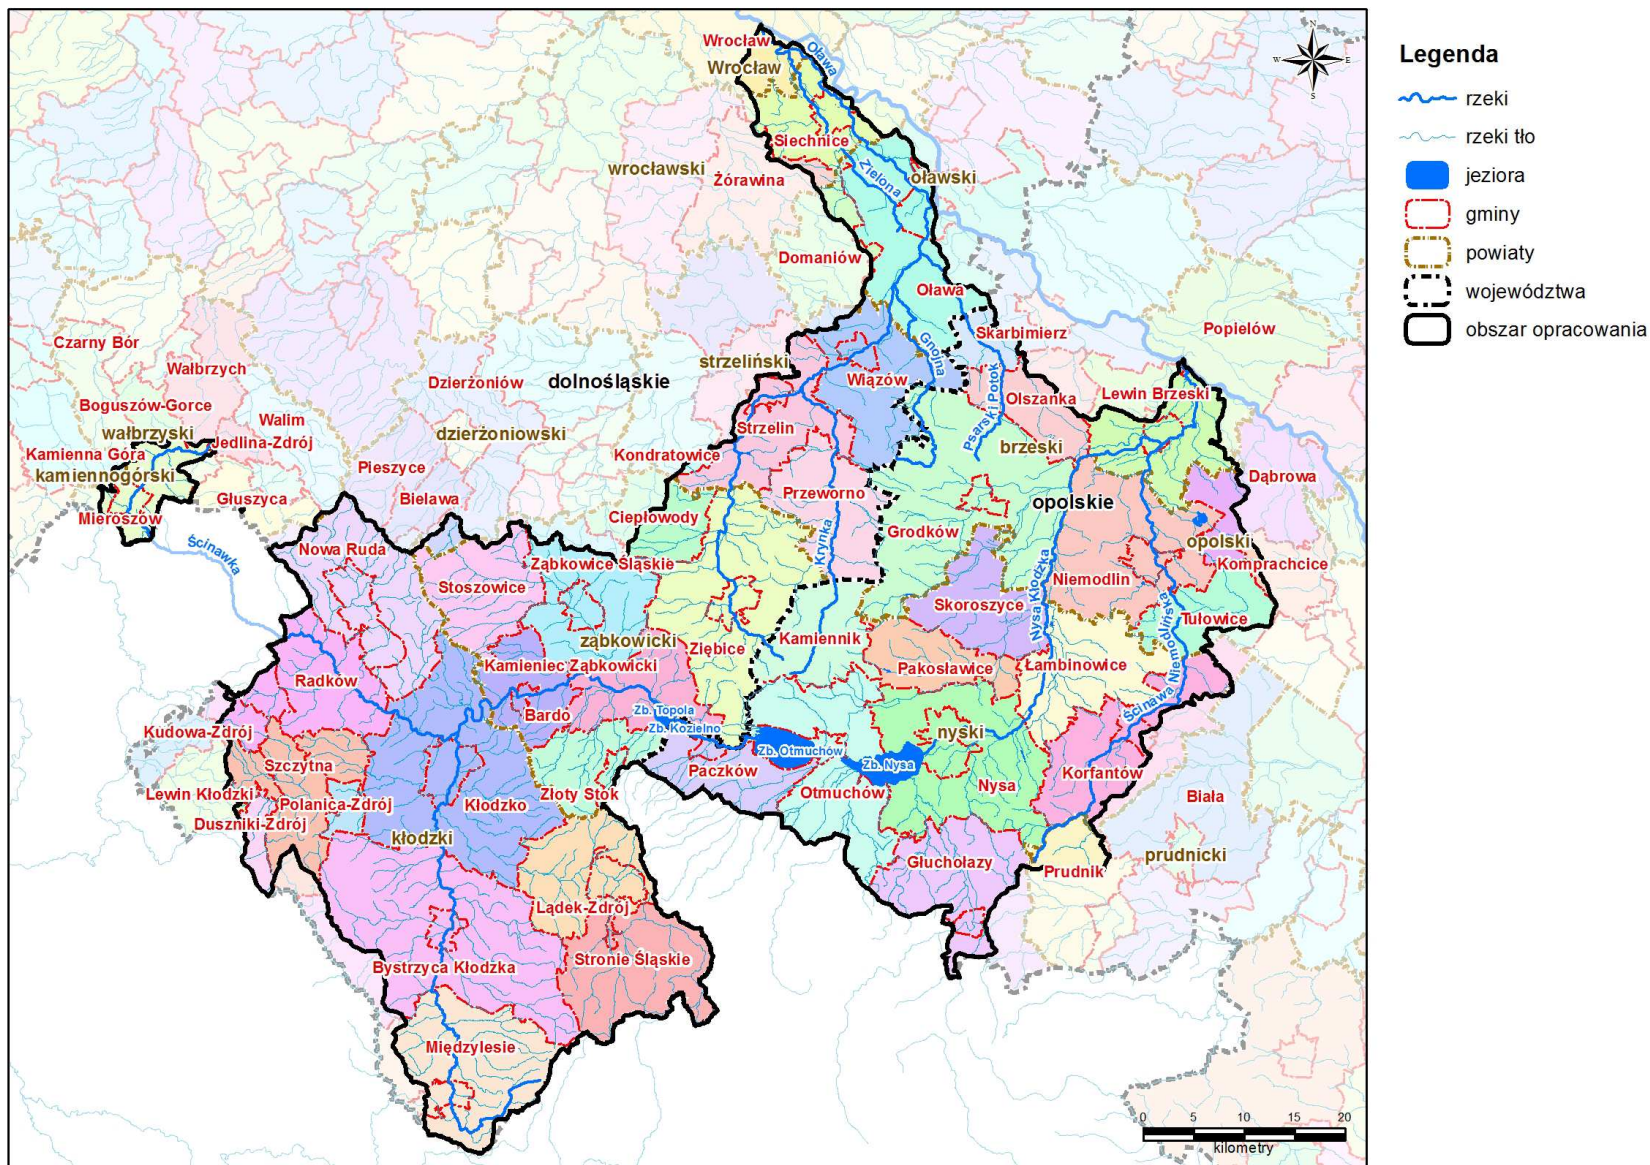 Wrocław
Oława
Wrocław
N
W
E
S
Legenda
rzeki
rzeki tło
jeziora
gminy
powiaty
województwa
obszar opracowania
Siechnice
wrocławski
Żórawina
Zielona
oławski
Domaniów
Oława
Skarbimierz
Popielów
Czarny Bór
Wałbrzych
Dzierżoniów
dolnośląskie
strzeliński
Wiązów
Gnojna
Psarski Potok
Olszanka
Lewin Brzeski
Boguszów-Gorce
Walim
wałbrzyski
Jedlina-Zdrój
dzierżoniowski
Strzelin
brzeski
Kamienna Góra
kamiennogórski
Pieszyce
Kondratowice
Głuszyca
Bielawa
Przeworno
opolskie
Dąbrowa
Mieroszów
Ciepłowody
Grodków
opolski
Ścinawka
Nowa Ruda
Ząbkowice Śląskie
Krynka
Stoszowice
Niemodlin
Komprachcice
Nysa Kłodzka
Skoroszyce
Tułowice
ząbkowicki
Ziębice
Kamiennik
Kamieniec Ząbkowicki
Pakosławice
Łambinowice
Radków
Ścinawa Niemodlińska
Bardo
Zb. Topola
Zb. Kozielno
Kudowa-Zdrój
nyski
Zb. Otmuchów
Zb. Nysa
Szczytna
Paczków
Korfantów
Nysa
Lewin Kłodzki
Polanica-Zdrój
Kłodzko
Złoty Stok
Otmuchów
Biała
Duszniki-Zdrój
kłodzki
Głuchołazy
Prudnik
prudnicki
Lądek-Zdrój
Bystrzyca Kłodzka
Stronie Śląskie
Międzylesie
0 5 10 15 20
kilometry